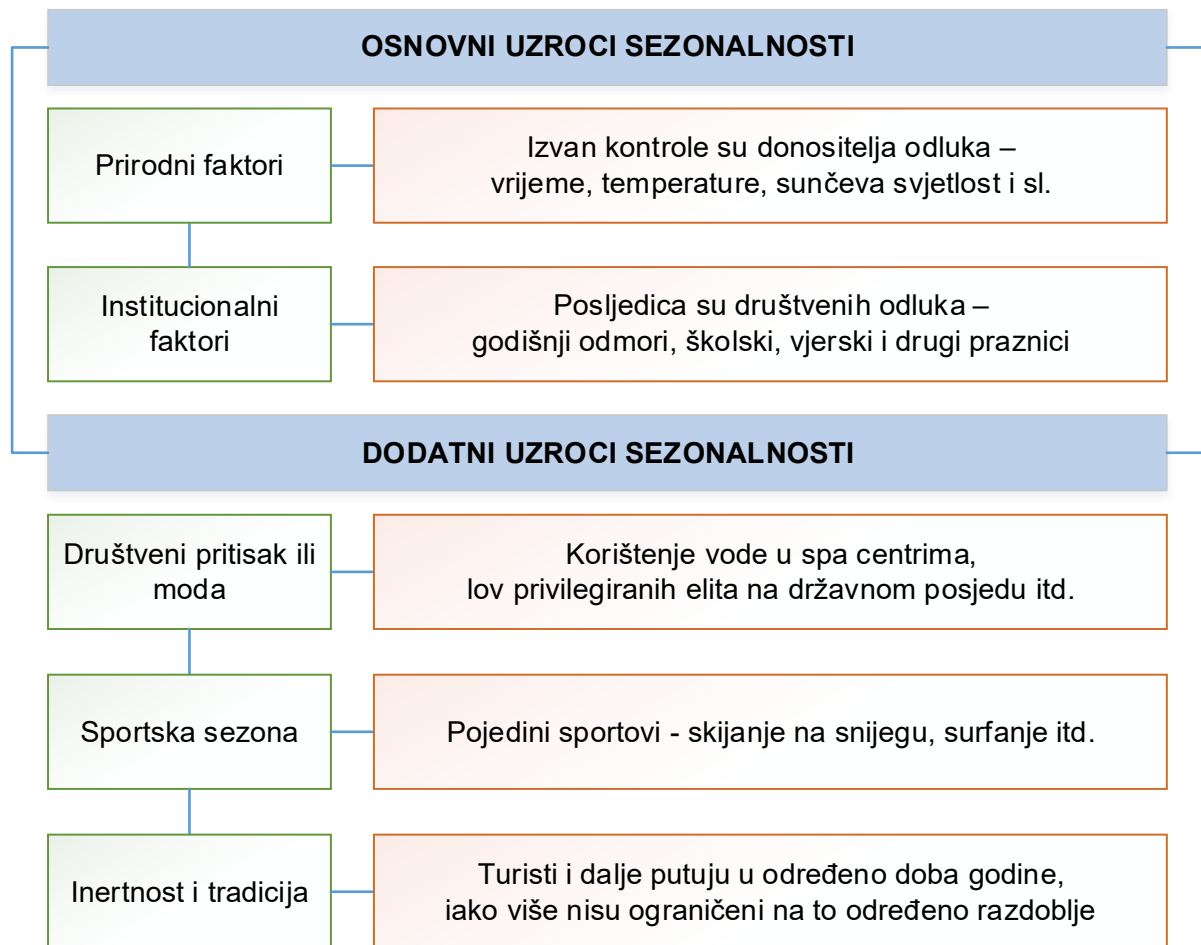 OSNOVNI UZROCI SEZONALNOSTI
Prirodni faktori
Izvan kontrole su donositelja odluka –
vrijeme, temperature, sunčeva svjetlost i sl.
Institucionalni
faktori
Posljedica su društvenih odluka –
godišnji odmori, školski, vjerski i drugi praznici
DODATNI UZROCI SEZONALNOSTI
Društveni pritisak ili
moda
Korištenje vode u spa centrima,
lov privilegiranih elita na državnom posjedu itd.
Sportska sezona
Pojedini sportovi - skijanje na snijegu, surfanje itd.
Inertnost i tradicija
Turisti i dalje putuju u određeno doba godine,
iako više nisu ograničeni na to određeno razdoblje